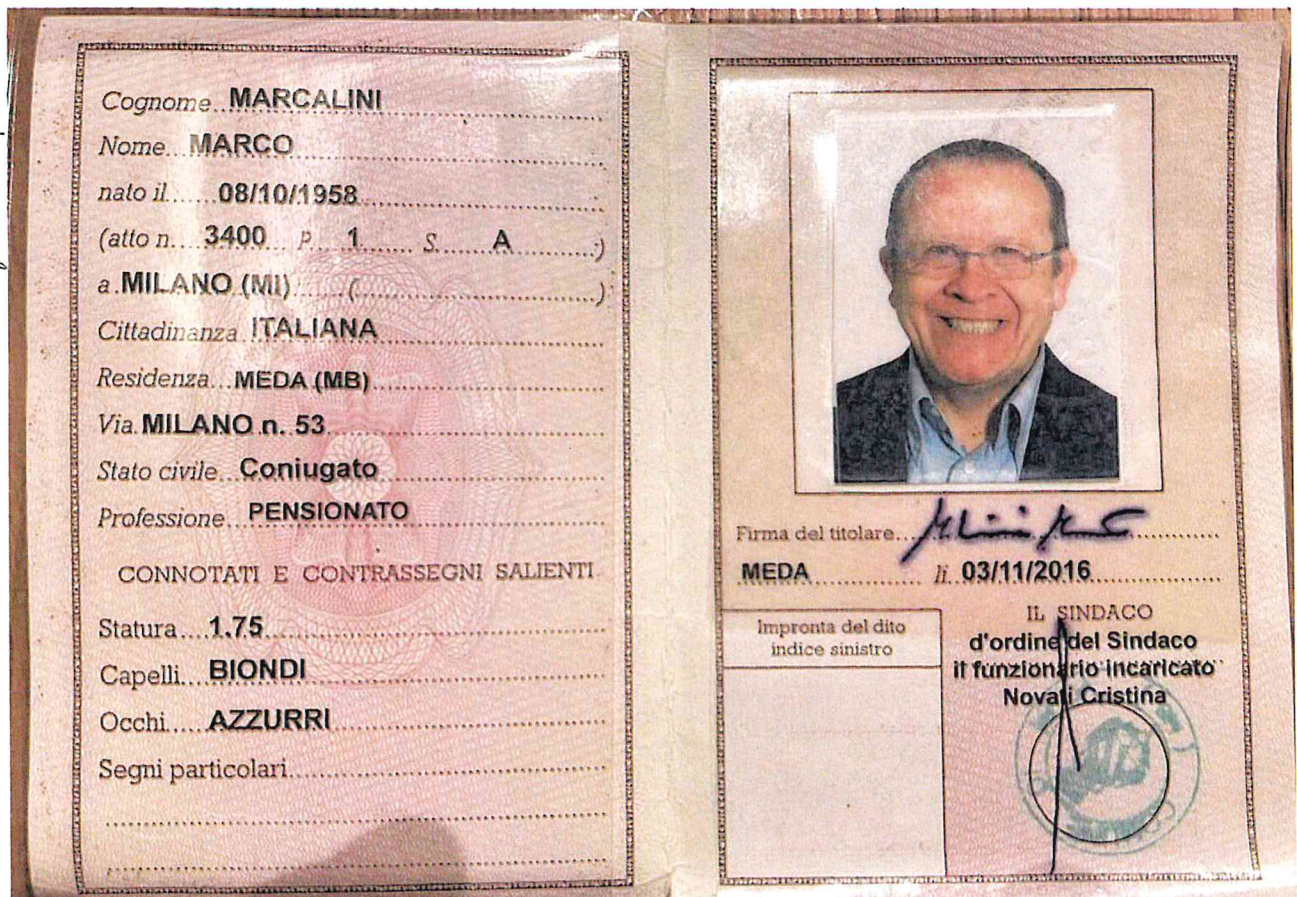 Cognome MARCALINI
Nome MARCO
nato il 08/10/1958
(atto n. 3400 P. 1 S. A )
a MILANO (MI) ( )
Cittadinanza ITALIANA
Residenza MEDA (MB)
Via MILANO n. 53
Stato civile Coniugato
Professione PENSIONATO
CONNOTATI E CONTRASSEGNI SALIENTI
Statura 1.75
Capelli BIONDI
Occhi AZZURRI
Segni particolari
Firma del titolare
MEDA lì 03/11/2016
Impronta del dito
indice sinistro
IL SINDACO
d'ordine del Sindaco
il funzionario incaricato
Novati Cristina